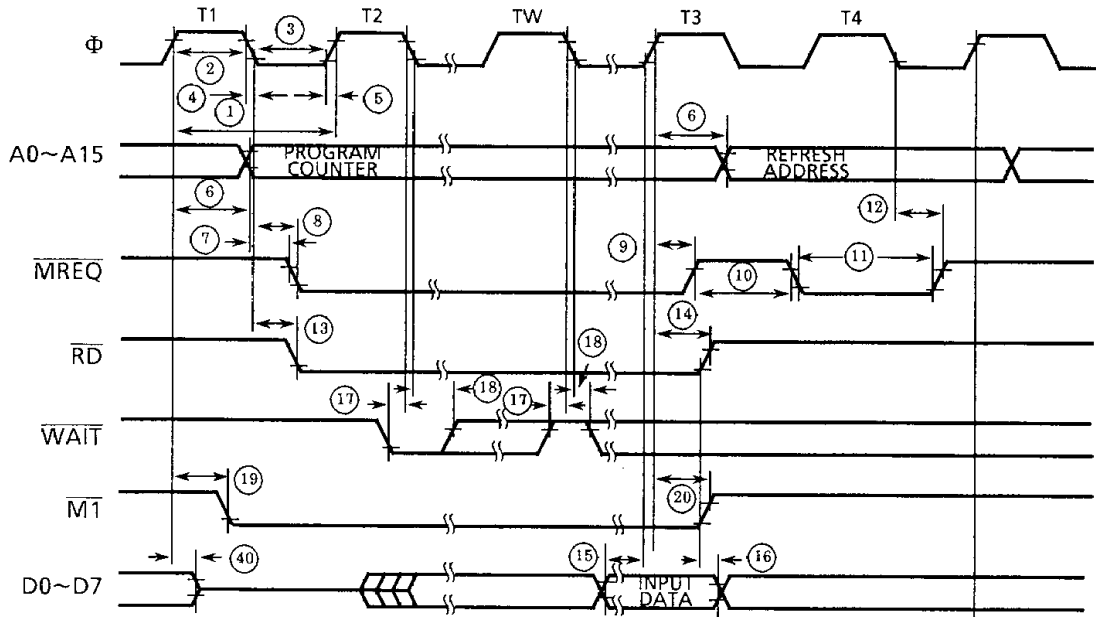 T1 T2 TW T3 T4
Φ
③
②
④ ① ⑤
⑥
A0~A15 PROGRAM COUNTER REFRESH ADDRESS
⑥ ⑧ ⑫
⑦ ⑨ ⑪
MREQ ⑩
⑬ ⑭
RD
⑱
⑰ ⑱ ⑰
WAIT
⑲ ⑳
M1
㊵ ⑮ ⑯
D0~D7 INPUT DATA